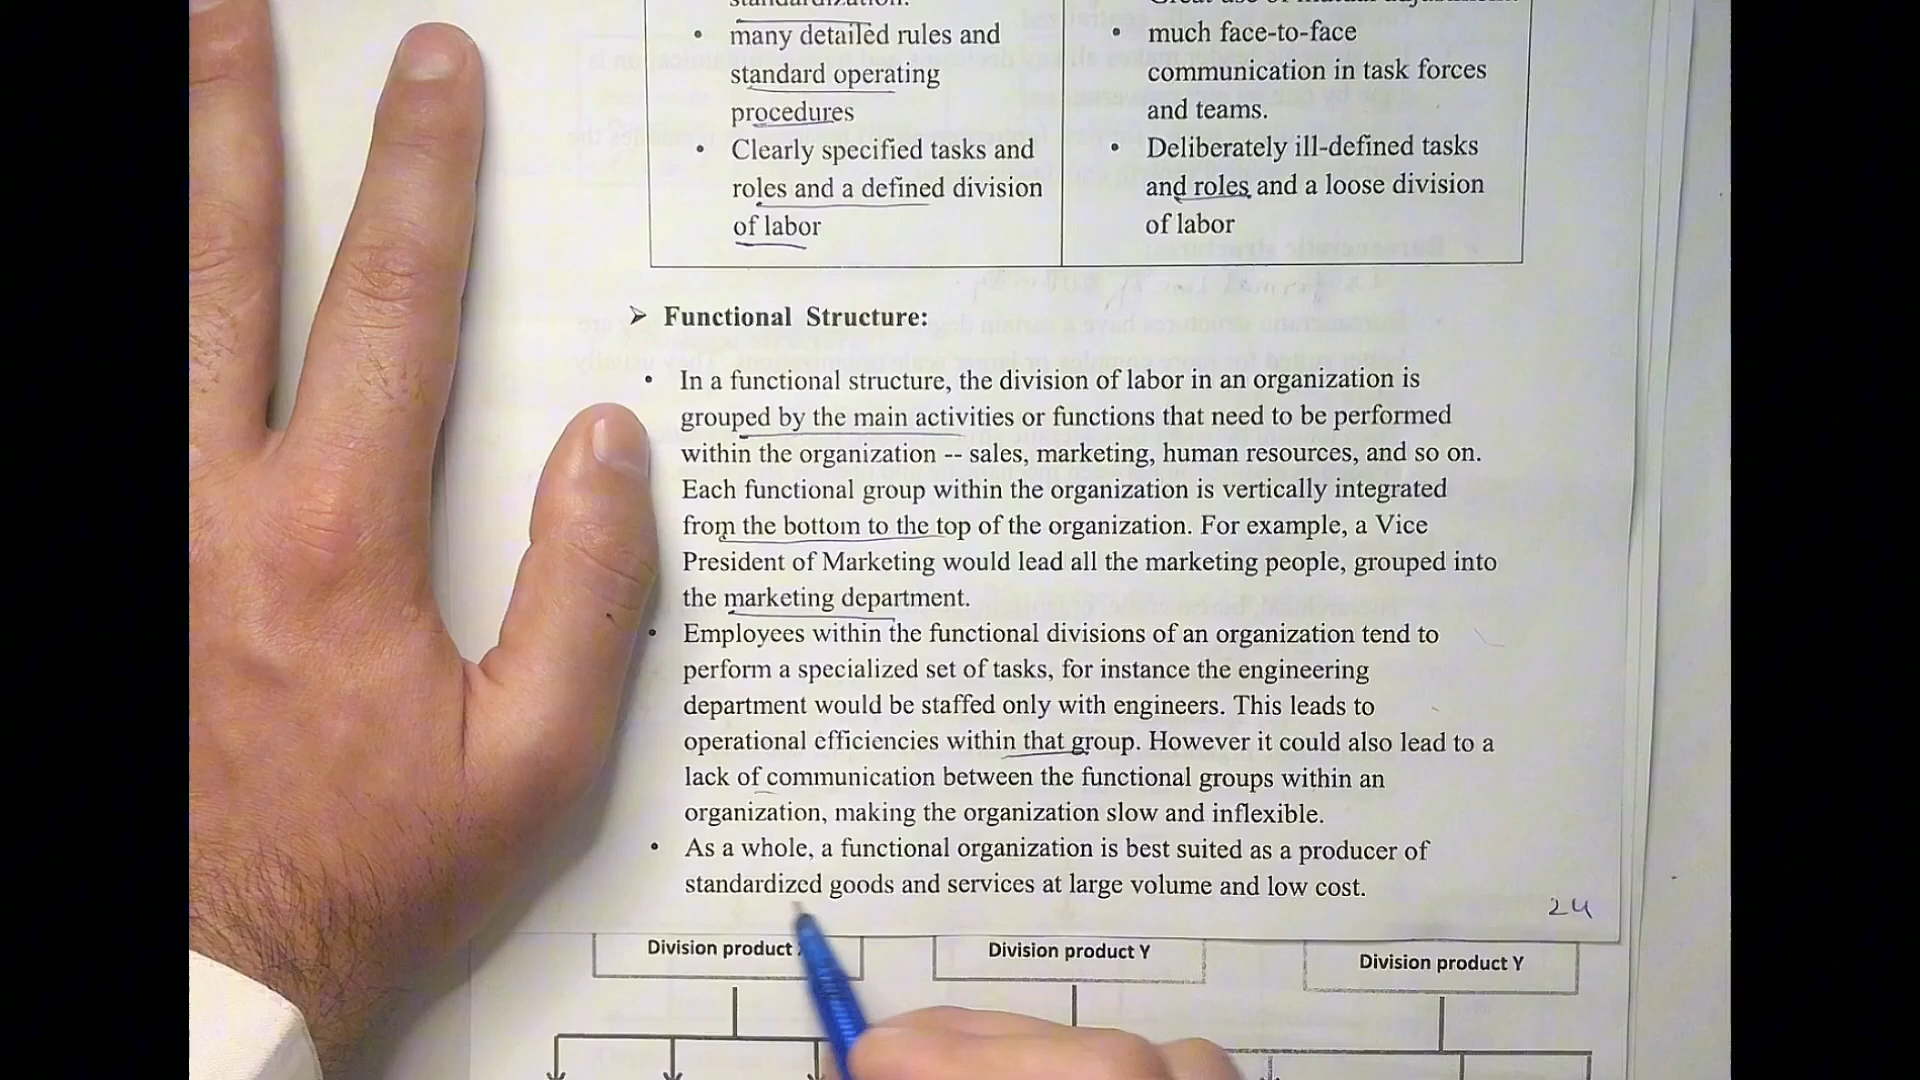 standardization.
• many detailed rules and
standard operating
procedures
• Clearly specified tasks and
roles and a defined division
of labor
much face-to-face
communication in task forces
and teams.
• Deliberately ill-defined tasks
and roles and a loose division
of labor
➢ Functional Structure:
• In a functional structure, the division of labor in an organization is
grouped by the main activities or functions that need to be performed
within the organization -- sales, marketing, human resources, and so on.
Each functional group within the organization is vertically integrated
from the bottom to the top of the organization. For example, a Vice
President of Marketing would lead all the marketing people, grouped into
the marketing department.
• Employees within the functional divisions of an organization tend to
perform a specialized set of tasks, for instance the engineering
department would be staffed only with engineers. This leads to
operational efficiencies within that group. However it could also lead to a
lack of communication between the functional groups within an
organization, making the organization slow and inflexible.
• As a whole, a functional organization is best suited as a producer of
standardized goods and services at large volume and low cost.
24
Division product
Division product Y
Division product Y